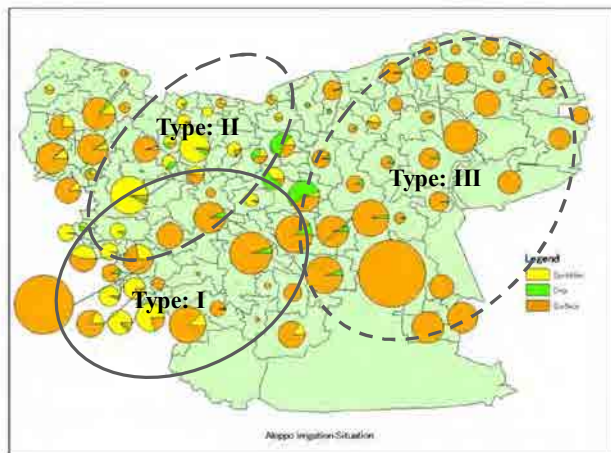 Type: II
Type: III
Legend
Sprinkler
Drip
Surface
Type: I
Aleppo Irrigation Situation